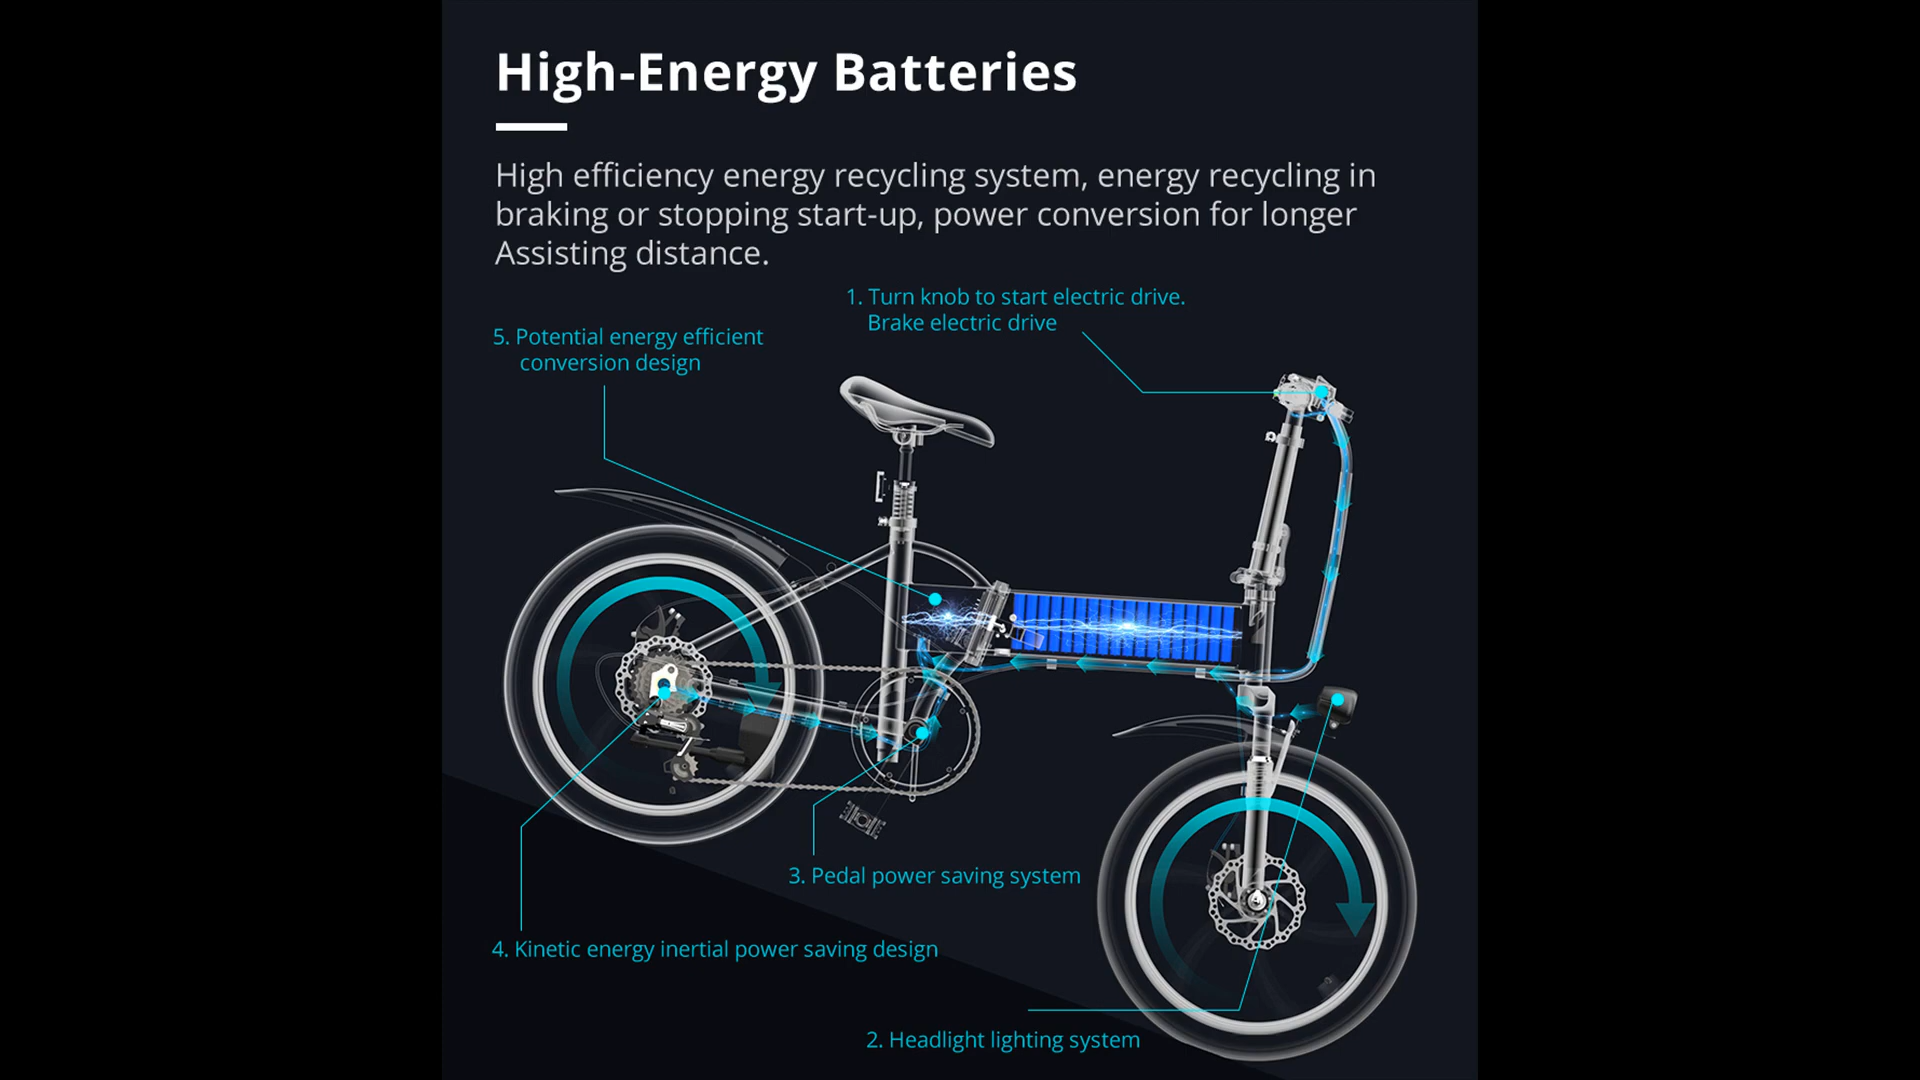 High-Energy Batteries
High efficiency energy recycling system, energy recycling in
braking or stopping start-up, power conversion for longer
Assisting distance.
1. Turn knob to start electric drive.
Brake electric drive
5. Potential energy efficient
conversion design
3. Pedal power saving system
4. Kinetic energy inertial power saving design
2. Headlight lighting system